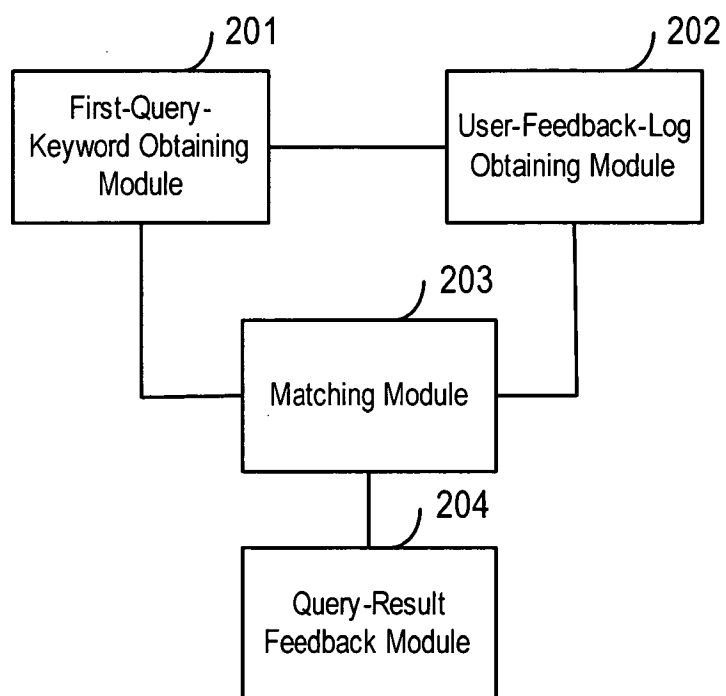 201
202
First-Query-
Keyword Obtaining
Module
User-Feedback-Log
Obtaining Module
203
Matching Module
204
Query-Result
Feedback Module